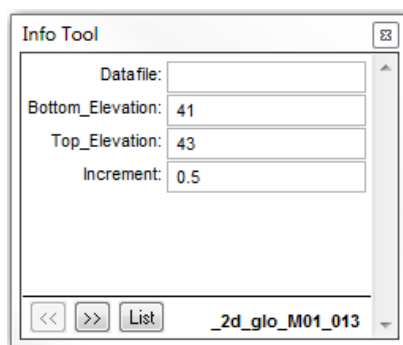 Info Tool
Datafile:
Bottom_Elevation: 41
Top_Elevation: 43
Increment: 0.5
<< >> List _2d_glo_M01_013